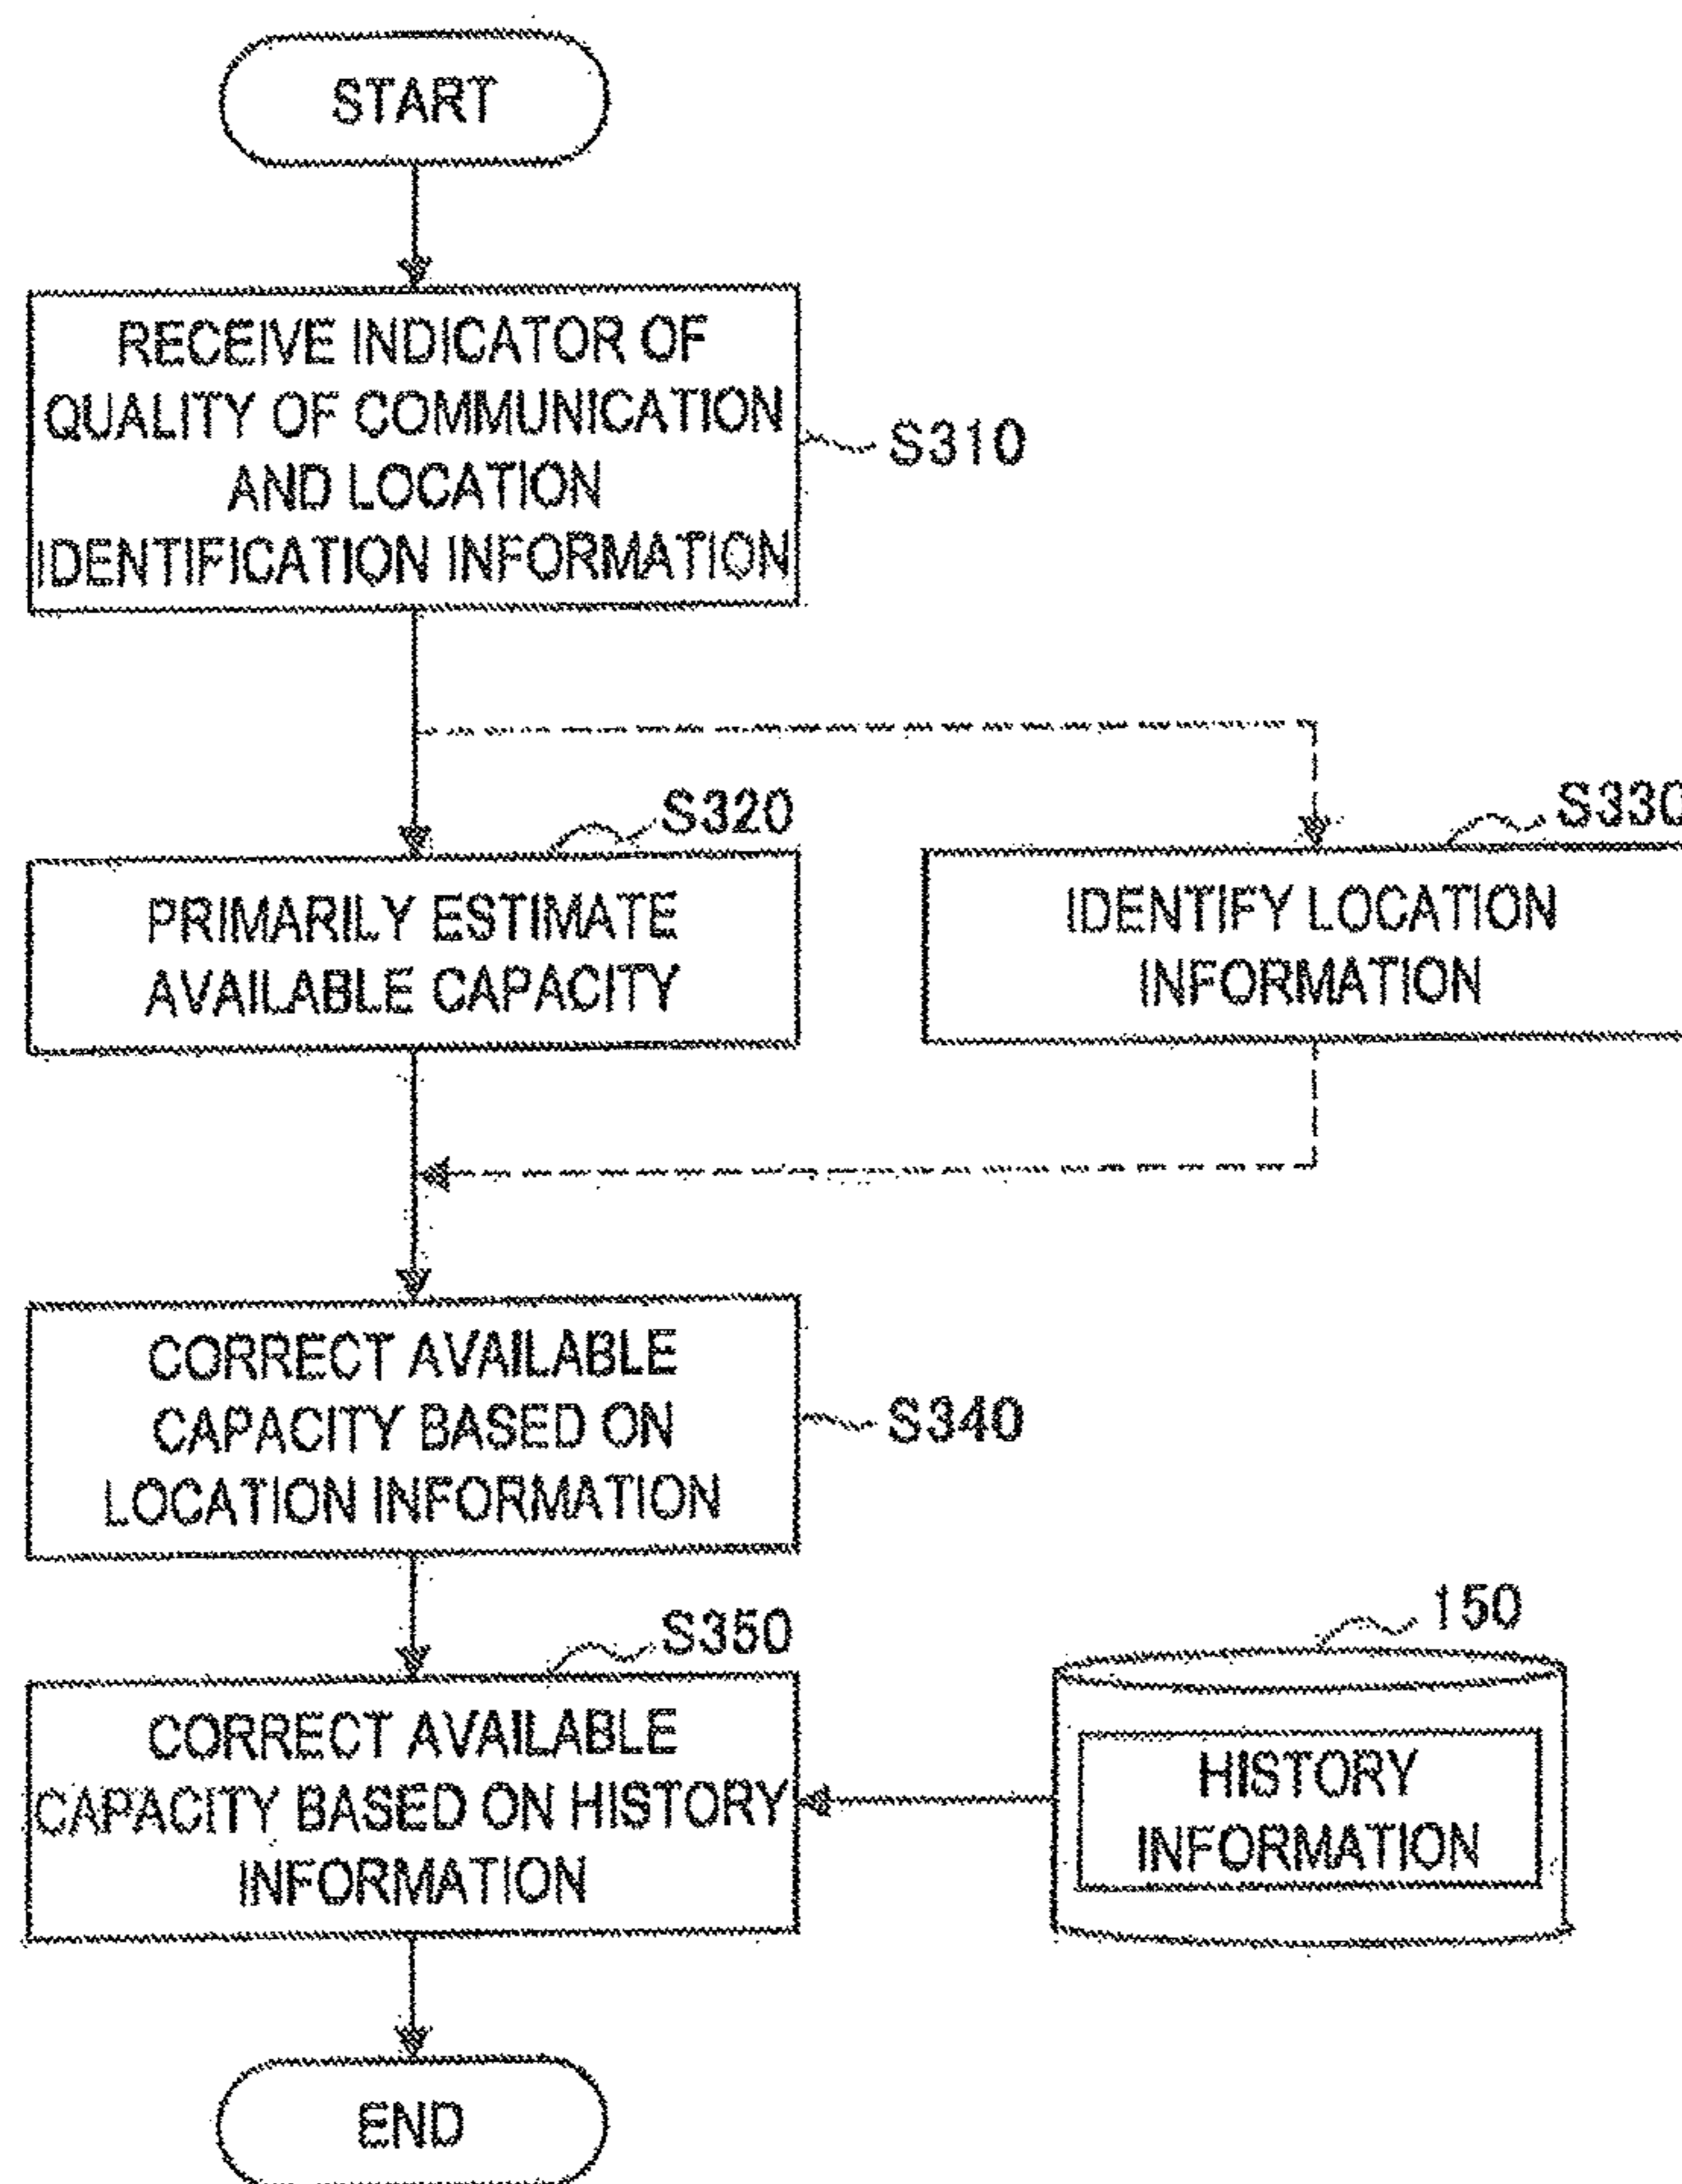 START
RECEIVE INDICATOR OF
QUALITY OF COMMUNICATION
AND LOCATION
IDENTIFICATION INFORMATION
S310
S320
PRIMARILY ESTIMATE
AVAILABLE CAPACITY
S330
IDENTIFY LOCATION
INFORMATION
CORRECT AVAILABLE
CAPACITY BASED ON
LOCATION INFORMATION
S340
S350
CORRECT AVAILABLE
CAPACITY BASED ON HISTORY
INFORMATION
150
HISTORY
INFORMATION
END